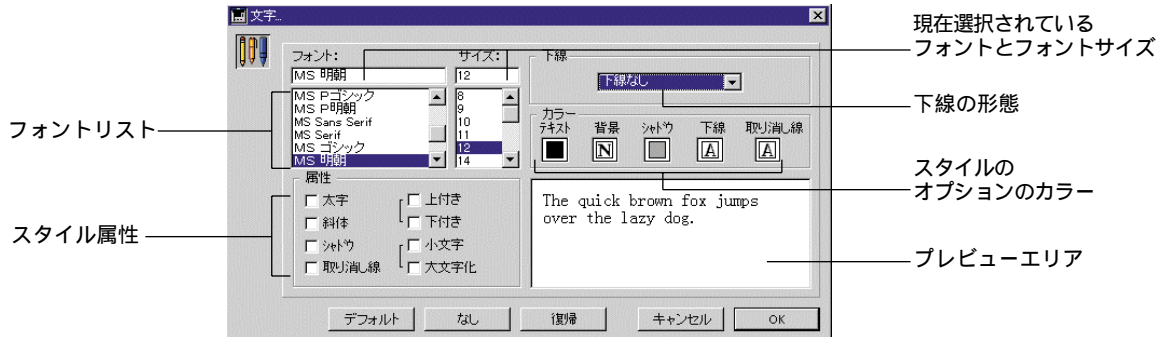 文字...
フォント:
サイズ:
MS 明朝
12
MS Pゴシック
MS P明朝
MS Sans Serif
MS Serif
MS ゴシック
MS 明朝
8
9
10
11
12
14
下線
下線なし
カラー
テキスト
背景
シャドウ
下線
取り消し線
N
A
A
属性
太字
斜体
シャドウ
取り消し線
上付き
下付き
小文字
大文字化
The quick brown fox jumps
over the lazy dog.
デフォルト
なし
復帰
キャンセル
OK
フォントリスト
スタイル属性
現在選択されている
フォントとフォントサイズ
下線の形態
スタイルの
オプションのカラー
プレビューエリア